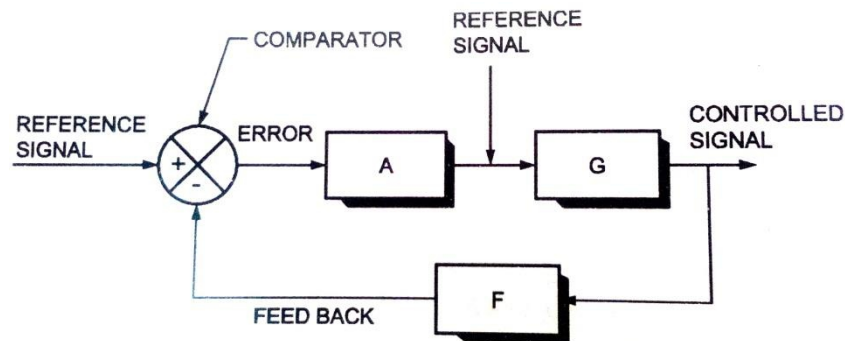 COMPARATOR
REFERENCE
SIGNAL
REFERENCE
SIGNAL
+
-
ERROR
A
G
CONTROLLED
SIGNAL
F
FEED BACK